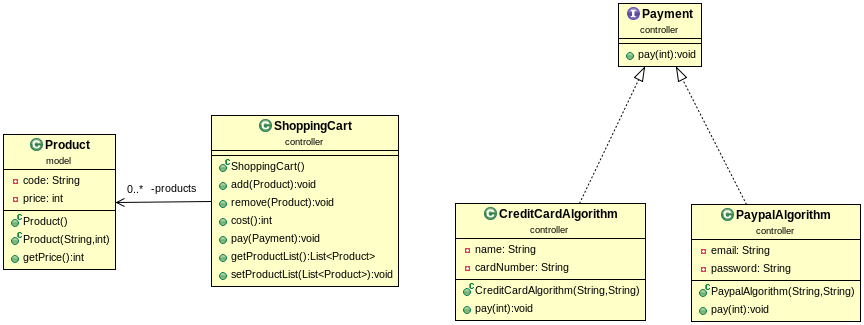 Payment
controller
pay(int):void
ShoppingCart
controller
ShoppingCart()
add(Product):void
remove(Product):void
cost():int
pay(Payment):void
getProductList():List<Product>
setProductList(List<Product>):void
Product
model
code: String
price: int
Product()
Product(String,int)
getPrice():int
0..* -products
CreditCardAlgorithm
controller
name: String
cardNumber: String
CreditCardAlgorithm(String,String)
pay(int):void
PaypalAlgorithm
controller
email: String
password: String
PaypalAlgorithm(String,String)
pay(int):void